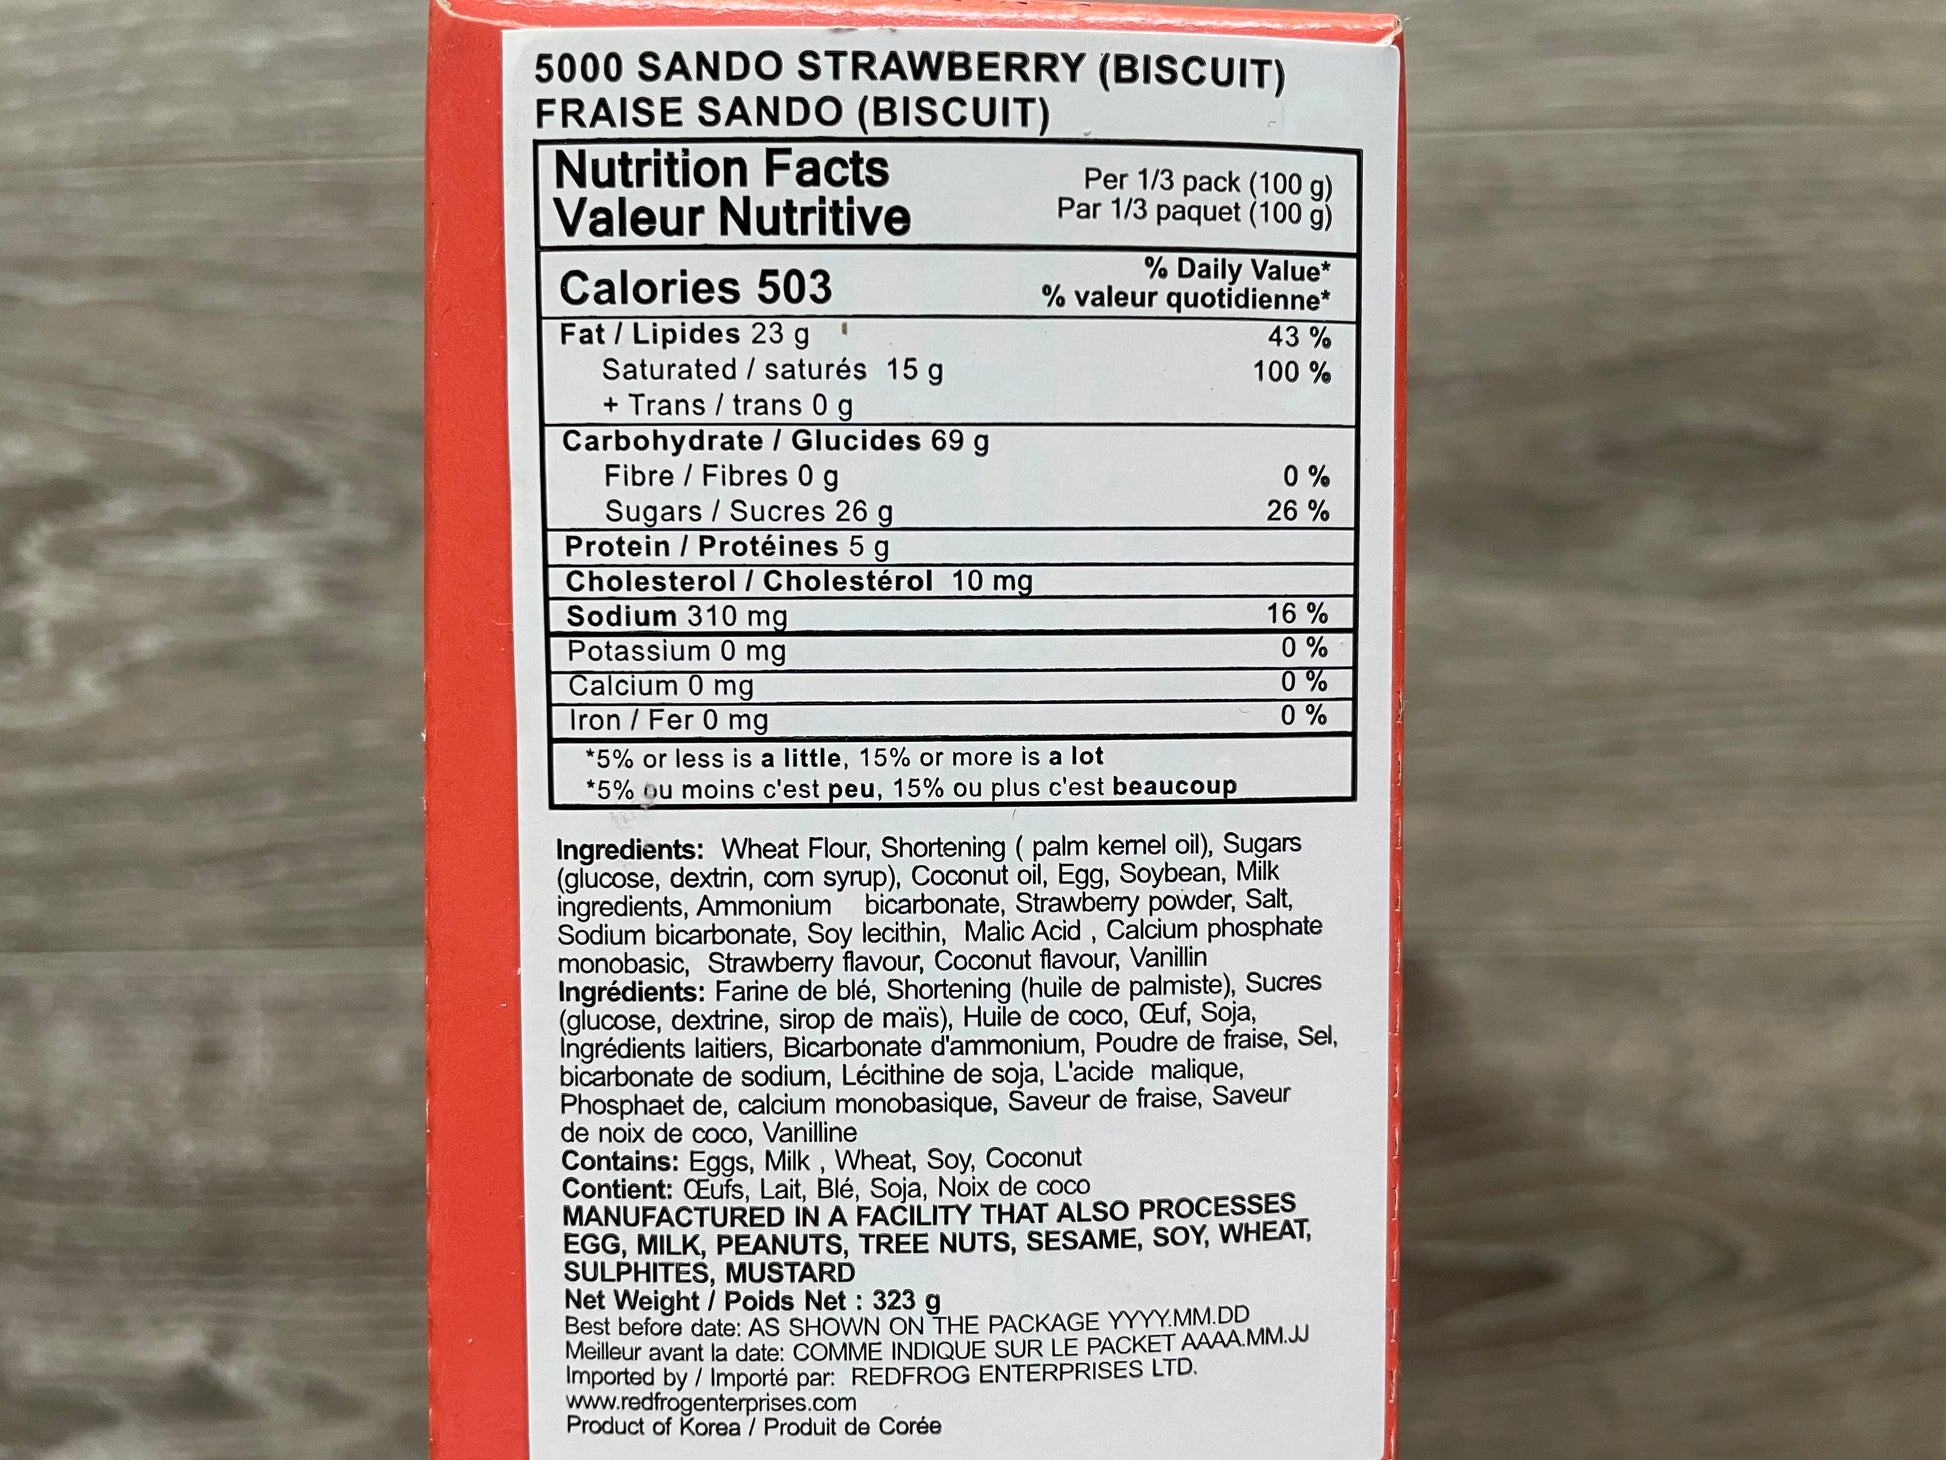 5000 SANDO STRAWBERRY (BISCUIT)
FRAISE SANDO (BISCUIT)
Nutrition Facts
Valeur Nutritive
Per 1/3 pack (100 g)
Par 1/3 paquet (100 g)
Calories 503
% Daily Value*
% valeur quotidienne*
Fat / Lipides 23 g 43 %
Saturated / saturés 15 g 100 %
+ Trans / trans 0 g
Carbohydrate / Glucides 69 g
Fibre / Fibres 0 g 0 %
Sugars / Sucres 26 g 26 %
Protein / Protéines 5 g
Cholesterol / Cholestérol 10 mg
Sodium 310 mg 16 %
Potassium 0 mg 0 %
Calcium 0 mg 0 %
Iron / Fer 0 mg 0 %
*5% or less is a little, 15% or more is a lot
*5% ou moins c'est peu, 15% ou plus c'est beaucoup
Ingredients: Wheat Flour, Shortening ( palm kernel oil), Sugars
(glucose, dextrin, corn syrup), Coconut oil, Egg, Soybean, Milk
ingredients, Ammonium bicarbonate, Strawberry powder, Salt,
Sodium bicarbonate, Soy lecithin, Malic Acid , Calcium phosphate
monobasic, Strawberry flavour, Coconut flavour, Vanillin
Ingrédients: Farine de blé, Shortening (huile de palmiste), Sucres
(glucose, dextrine, sirop de maïs), Huile de coco, Œuf, Soja,
Ingrédients laitiers, Bicarbonate d'ammonium, Poudre de fraise, Sel,
bicarbonate de sodium, Lécithine de soja, L'acide malique,
Phosphaet de, calcium monobasique, Saveur de fraise, Saveur
de noix de coco, Vanilline
Contains: Eggs, Milk , Wheat, Soy, Coconut
Contient: Œufs, Lait, Blé, Soja, Noix de coco
MANUFACTURED IN A FACILITY THAT ALSO PROCESSES
EGG, MILK, PEANUTS, TREE NUTS, SESAME, SOY, WHEAT,
SULPHITES, MUSTARD
Net Weight / Poids Net : 323 g
Best before date: AS SHOWN ON THE PACKAGE YYYY.MM.DD
Meilleur avant la date: COMME INDIQUE SUR LE PACKET AAAA.MM.JJ
Imported by / Importé par: REDFROG ENTERPRISES LTD.
www.redfrogenterprises.com
Product of Korea / Produit de Corée